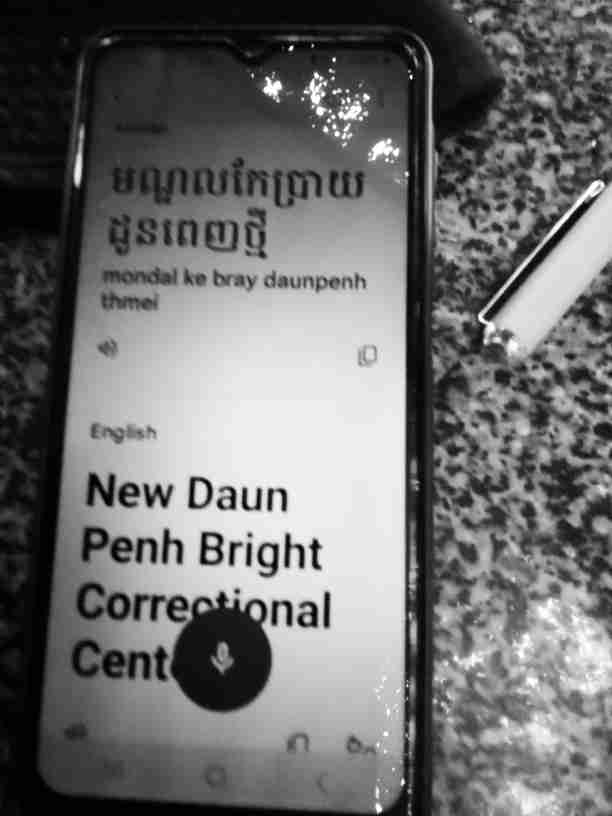 មណ្ឌលកែប្រាយ
ដូនពេញថ្មី
mondal ke bray daunpenh
thmei
English
New Daun
Penh Bright
Correctional